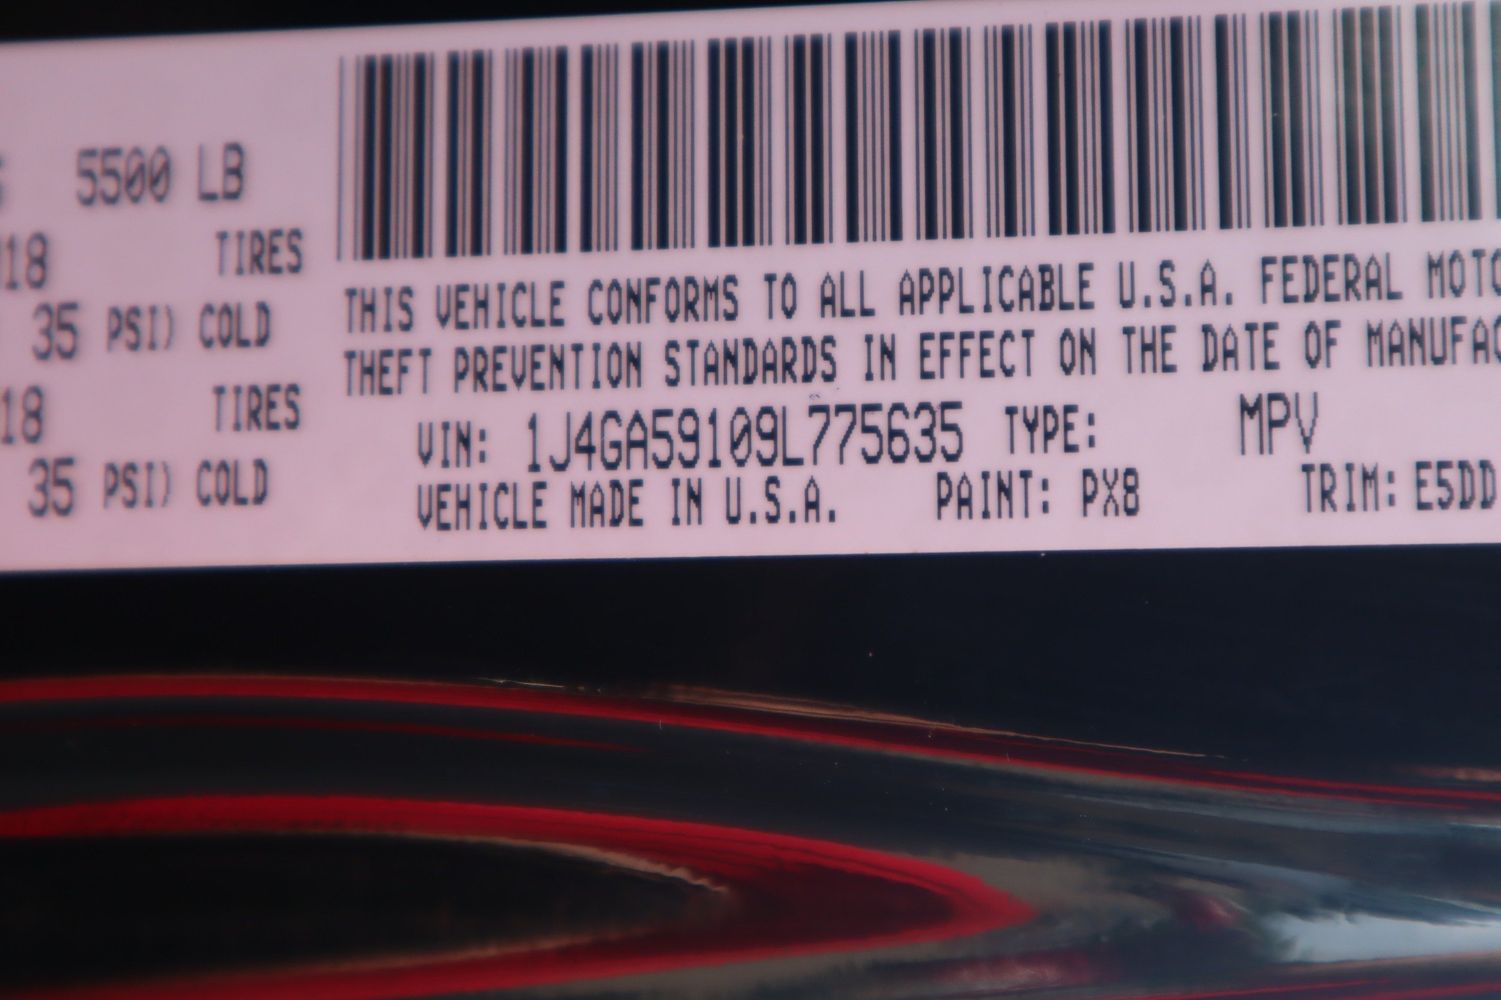 5500 LB
18 TIRES
35 PSI) COLD
18 TIRES
35 PSI) COLD
THIS VEHICLE CONFORMS TO ALL APPLICABLE U.S.A. FEDERAL MOTO
THEFT PREVENTION STANDARDS IN EFFECT ON THE DATE OF MANUFAC
VIN: 1J4GA59109L775635 TYPE: MPV
VEHICLE MADE IN U.S.A. PAINT: PX8 TRIM: E5DD